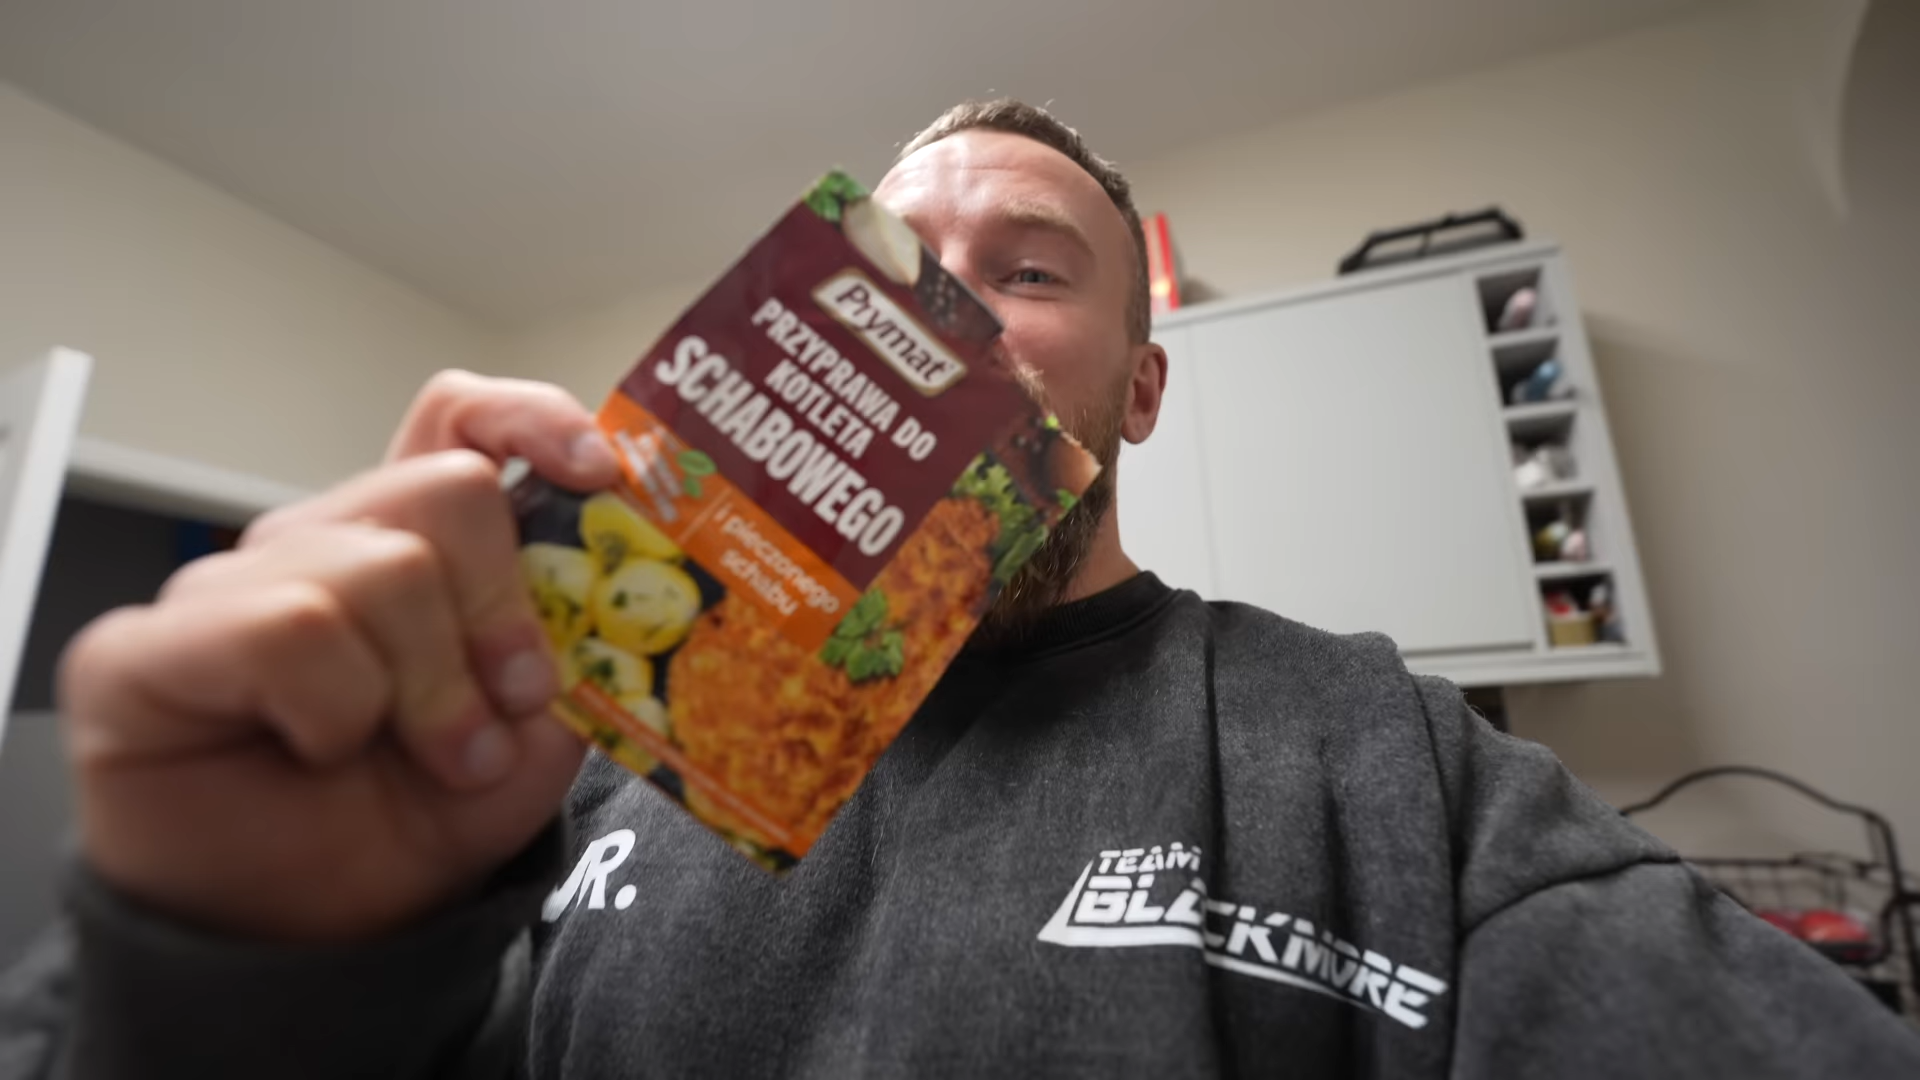 Prymat
PRZYPRAWA DO
KOTLETA
SCHABOWEGO
i pieczonego
schabu
JR.
TEAM
BLACKMORE